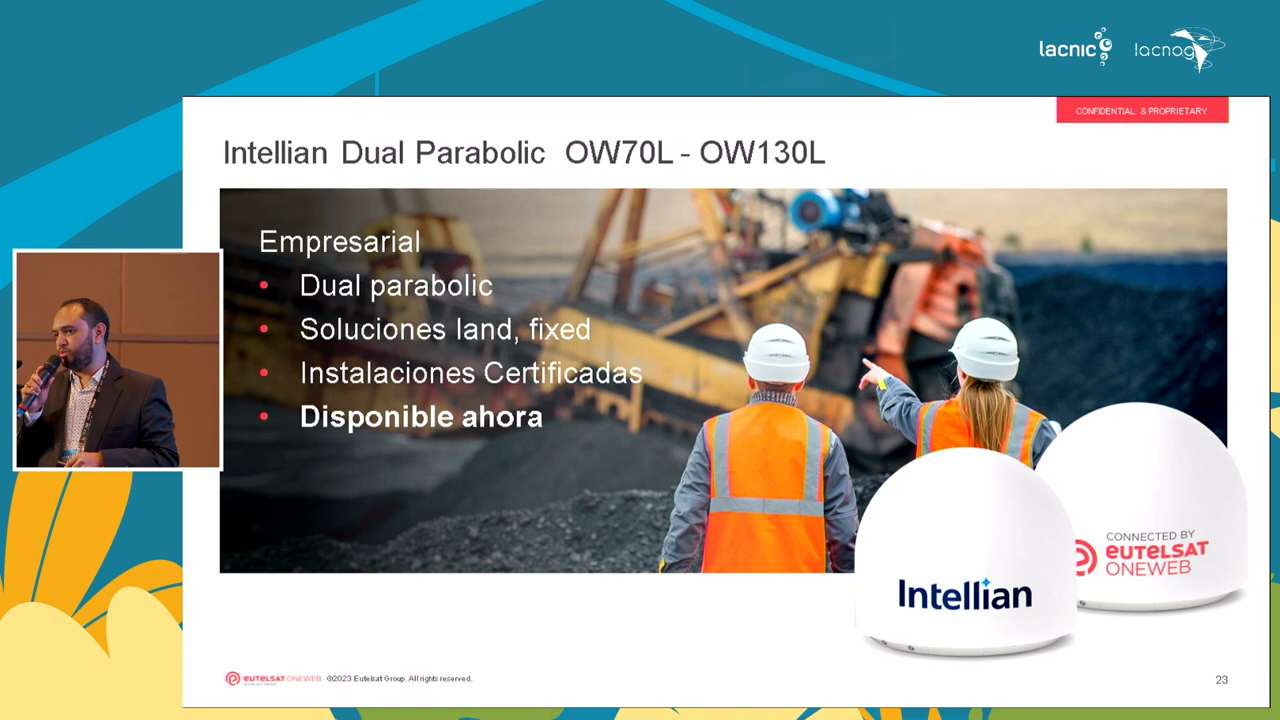 lacnic
lacnog
CONFIDENTIAL & PROPRIETARY
Intellian Dual Parabolic OW70L - OW130L
Empresarial
• Dual parabolic
• Soluciones land, fixed
• Instalaciones Certificadas
• Disponible ahora
CONNECTED BY
eutelsat
ONEWEB
Intellian
eutelsat ONEWEB ©2023 Eutelsat Group. All rights reserved.
23